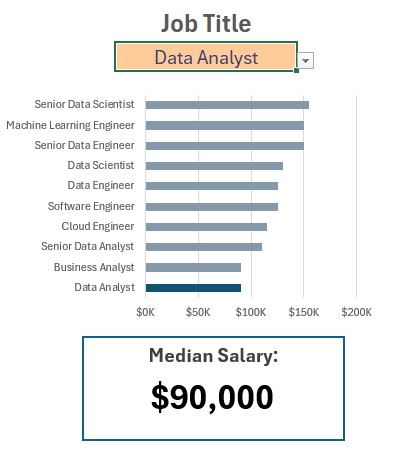 Job Title
Data Analyst
Senior Data Scientist
Machine Learning Engineer
Senior Data Engineer
Data Scientist
Data Engineer
Software Engineer
Cloud Engineer
Senior Data Analyst
Business Analyst
Data Analyst
$0K $50K $100K $150K $200K
Median Salary:
$90,000